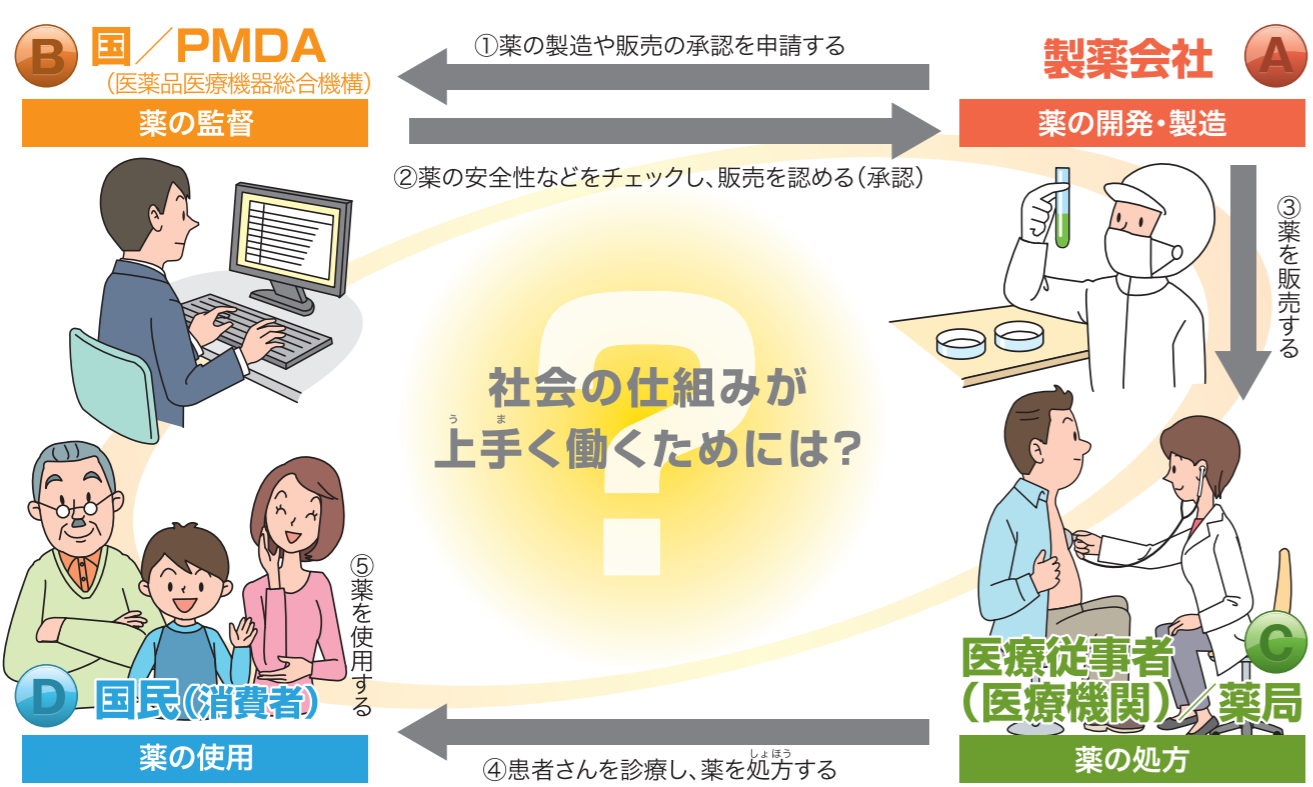 B 国／PMDA
（医薬品医療機器総合機構）
薬の監督
①薬の製造や販売の承認を申請する
②薬の安全性などをチェックし、販売を認める（承認）
製薬会社 A
薬の開発・製造
③薬を販売する
社会の仕組みが
うま
上手く働くためには？
C
医療従事者
（医療機関）／薬局
薬の処方
④患者さんを診療し、薬を処方する
しょほう
⑤薬を使用する
D 国民（消費者）
薬の使用